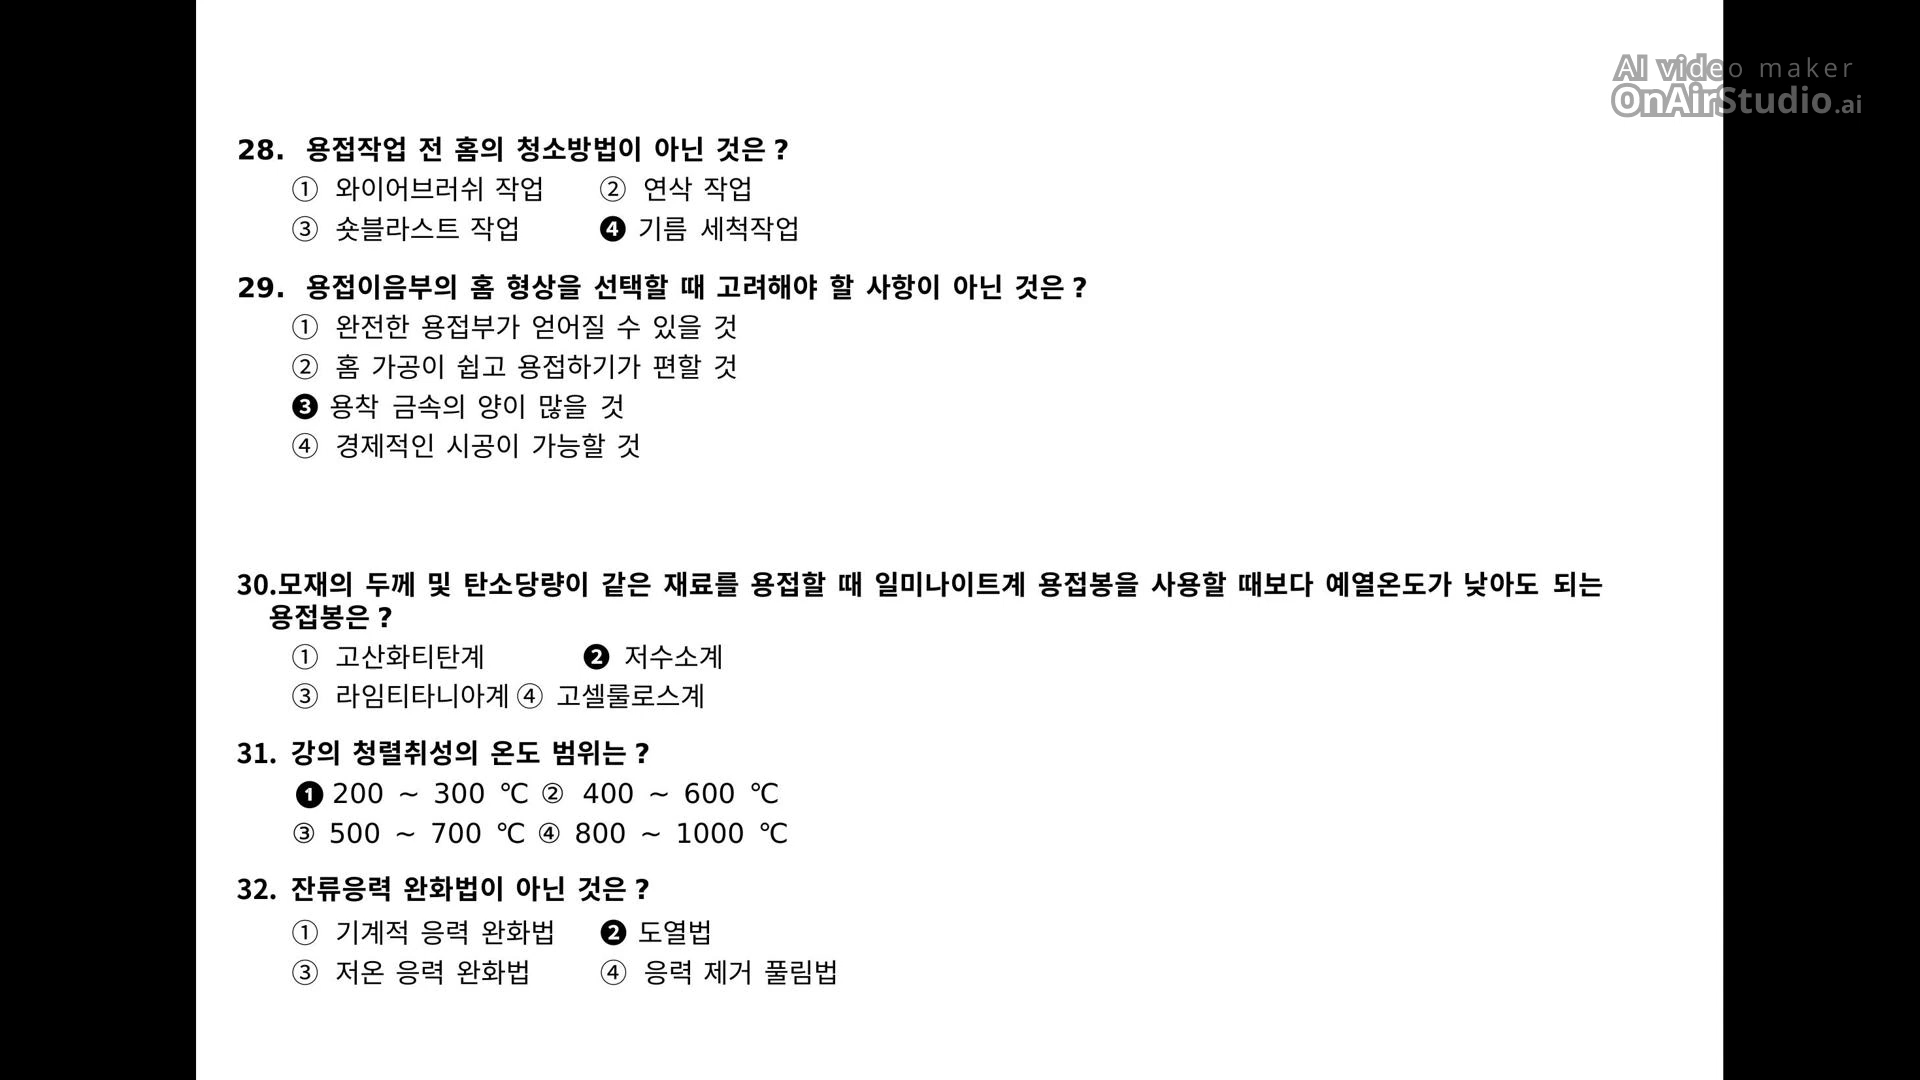 AI video maker
OnAirStudio.ai
28. 용접작업 전 홈의 청소방법이 아닌 것은?
① 와이어브러쉬 작업 ② 연삭 작업
③ 숏블라스트 작업 ❹ 기름 세척작업
29. 용접이음부의 홈 형상을 선택할 때 고려해야 할 사항이 아닌 것은?
① 완전한 용접부가 얻어질 수 있을 것
② 홈 가공이 쉽고 용접하기가 편할 것
❸ 용착 금속의 양이 많을 것
④ 경제적인 시공이 가능할 것
30.모재의 두께 및 탄소당량이 같은 재료를 용접할 때 일미나이트계 용접봉을 사용할 때보다 예열온도가 낮아도 되는
용접봉은?
① 고산화티탄계 ❷ 저수소계
③ 라임티타니아계 ④ 고셀룰로스계
31. 강의 청렬취성의 온도 범위는?
❶ 200 ~ 300 ℃ ② 400 ~ 600 ℃
③ 500 ~ 700 ℃ ④ 800 ~ 1000 ℃
32. 잔류응력 완화법이 아닌 것은?
① 기계적 응력 완화법 ❷ 도열법
③ 저온 응력 완화법 ④ 응력 제거 풀림법